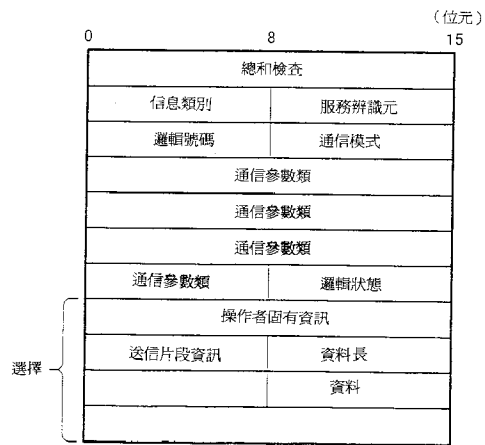 （位元）
0 8 15
總和檢查
信息類別 服務辨識元
邏輯號碼 通信模式
通信參數類
通信參數類
通信參數類
通信參數類 邏輯狀態
操作者固有資訊
送信片段資訊 資料長
選擇
資料